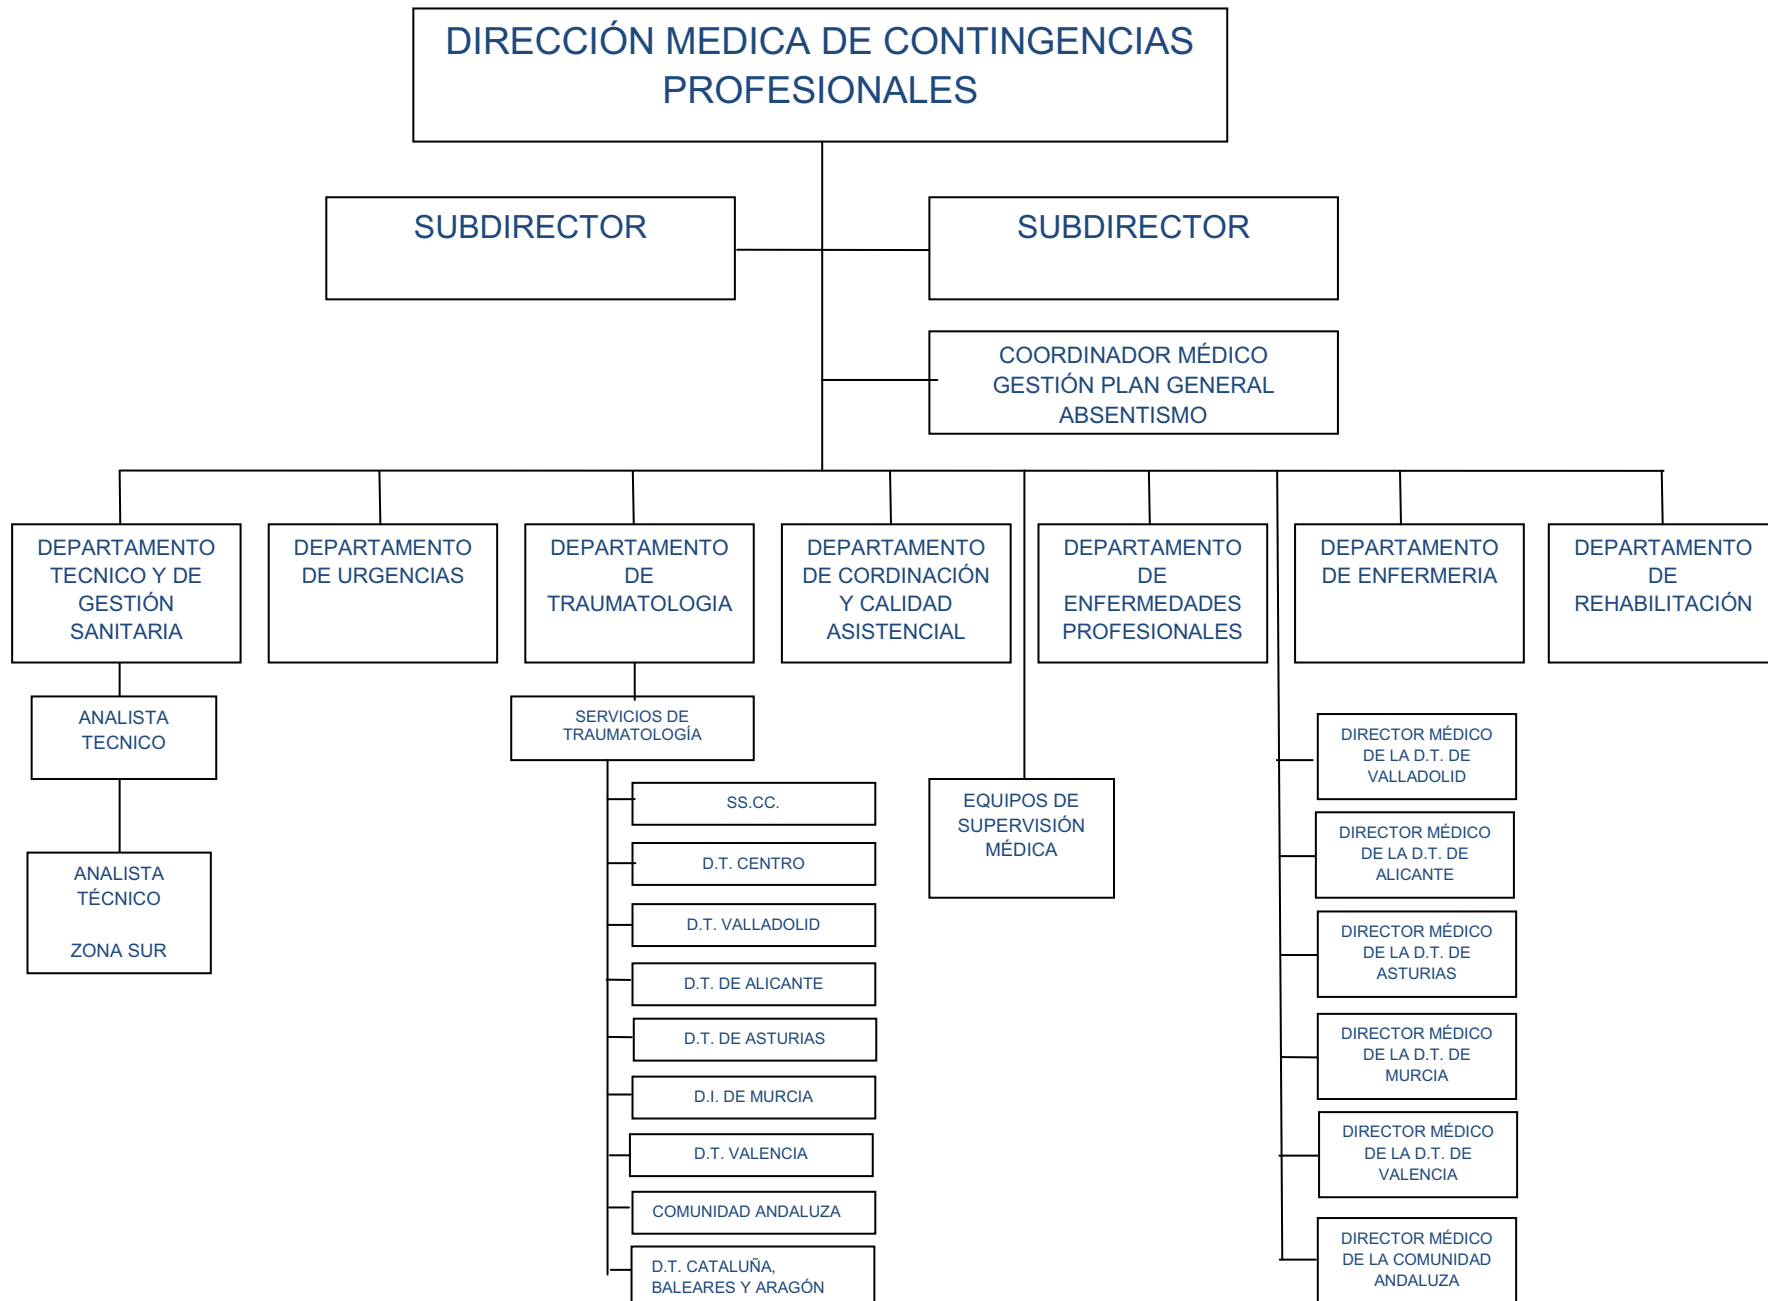 DIRECCIÓN MEDICA DE CONTINGENCIAS
PROFESIONALES
SUBDIRECTOR
SUBDIRECTOR
COORDINADOR MÉDICO
GESTIÓN PLAN GENERAL
ABSENTISMO
DEPARTAMENTO
TECNICO Y DE
GESTIÓN
SANITARIA
DEPARTAMENTO
DE URGENCIAS
DEPARTAMENTO
DE
TRAUMATOLOGIA
DEPARTAMENTO
DE CORDINACIÓN
Y CALIDAD
ASISTENCIAL
DEPARTAMENTO
DE
ENFERMEDADES
PROFESIONALES
DEPARTAMENTO
DE ENFERMERIA
DEPARTAMENTO
DE
REHABILITACIÓN
ANALISTA
TECNICO
ANALISTA
TÉCNICO
ZONA SUR
SERVICIOS DE
TRAUMATOLOGÍA
SS.CC.
D.T. CENTRO
D.T. VALLADOLID
D.T. DE ALICANTE
D.T. DE ASTURIAS
D.I. DE MURCIA
D.T. VALENCIA
COMUNIDAD ANDALUZA
D.T. CATALUÑA,
BALEARES Y ARAGÓN
EQUIPOS DE
SUPERVISIÓN
MÉDICA
DIRECTOR MÉDICO
DE LA D.T. DE
VALLADOLID
DIRECTOR MÉDICO
DE LA D.T. DE
ALICANTE
DIRECTOR MÉDICO
DE LA D.T. DE
ASTURIAS
DIRECTOR MÉDICO
DE LA D.T. DE
MURCIA
DIRECTOR MÉDICO
DE LA D.T. DE
VALENCIA
DIRECTOR MÉDICO
DE LA COMUNIDAD
ANDALUZA